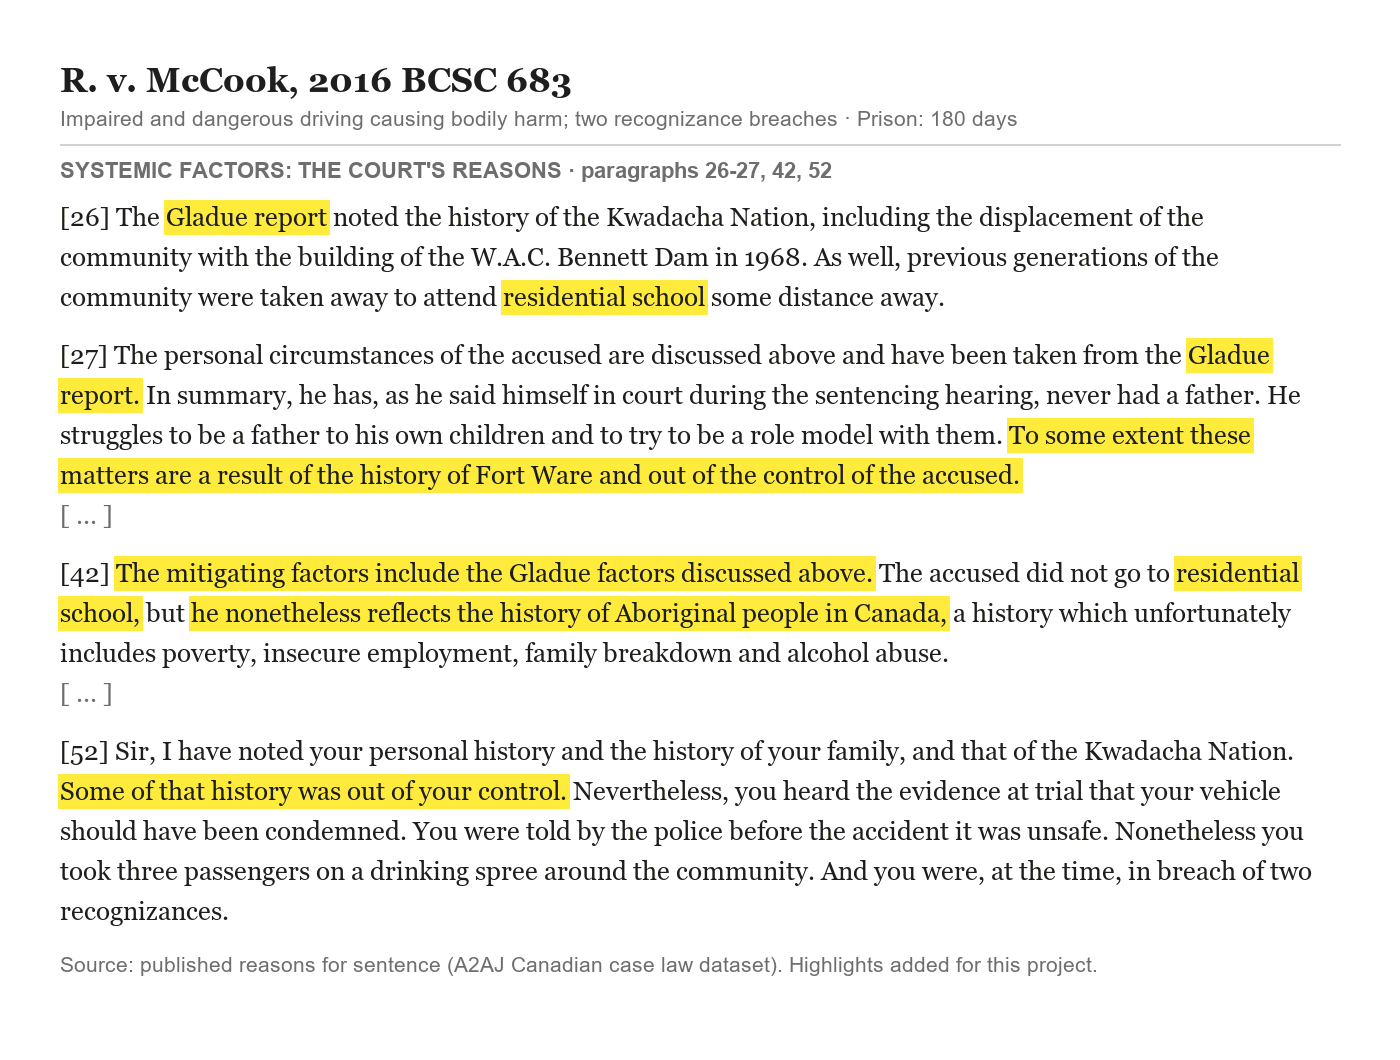 R. v. McCook, 2016 BCSC 683
Impaired and dangerous driving causing bodily harm; two recognizance breaches · Prison: 180 days
SYSTEMIC FACTORS: THE COURT'S REASONS · paragraphs 26-27, 42, 52
[26] The Gladue report noted the history of the Kwadacha Nation, including the displacement of the
community with the building of the W.A.C. Bennett Dam in 1968. As well, previous generations of the
community were taken away to attend residential school some distance away.
[27] The personal circumstances of the accused are discussed above and have been taken from the Gladue
report. In summary, he has, as he said himself in court during the sentencing hearing, never had a father. He
struggles to be a father to his own children and to try to be a role model with them. To some extent these
matters are a result of the history of Fort Ware and out of the control of the accused.
[ ... ]
[42] The mitigating factors include the Gladue factors discussed above. The accused did not go to residential
school, but he nonetheless reflects the history of Aboriginal people in Canada, a history which unfortunately
includes poverty, insecure employment, family breakdown and alcohol abuse.
[ ... ]
[52] Sir, I have noted your personal history and the history of your family, and that of the Kwadacha Nation.
Some of that history was out of your control. Nevertheless, you heard the evidence at trial that your vehicle
should have been condemned. You were told by the police before the accident it was unsafe. Nonetheless you
took three passengers on a drinking spree around the community. And you were, at the time, in breach of two
recognizances.
Source: published reasons for sentence (A2AJ Canadian case law dataset). Highlights added for this project.